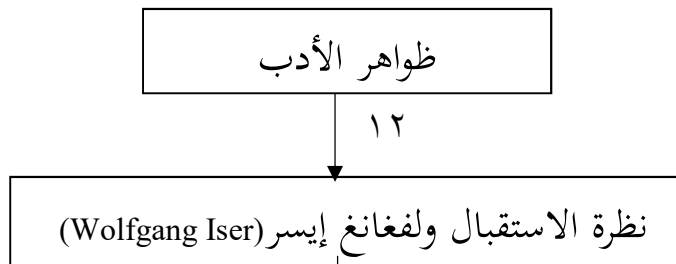 ظواهر الأدب
١٢
نظرة الاستقبال ولفغانغ إيسر (Wolfgang Iser)